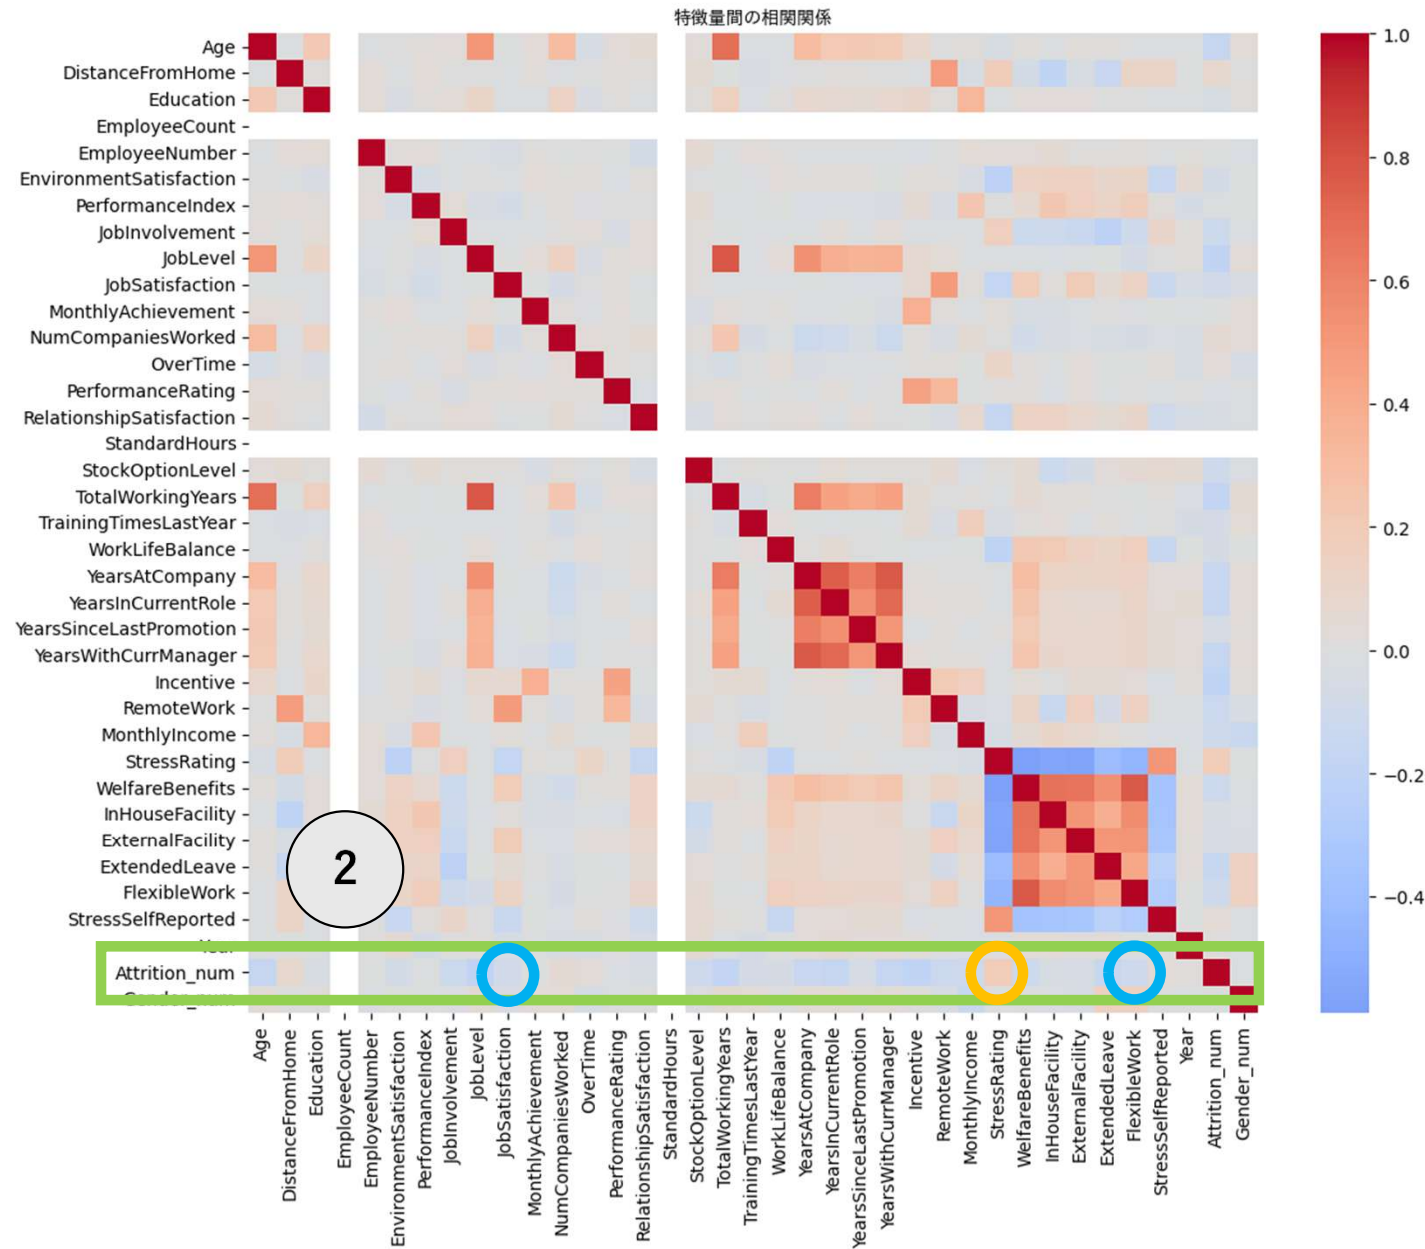 特徴量間の相関関係
Age
DistanceFromHome
Education
EmployeeCount
EmployeeNumber
EnvironmentSatisfaction
PerformanceIndex
JobInvolvement
JobLevel
JobSatisfaction
MonthlyAchievement
NumCompaniesWorked
OverTime
PerformanceRating
RelationshipSatisfaction
StandardHours
StockOptionLevel
TotalWorkingYears
TrainingTimesLastYear
WorkLifeBalance
YearsAtCompany
YearsInCurrentRole
YearsSinceLastPromotion
YearsWithCurrManager
Incentive
RemoteWork
MonthlyIncome
StressRating
WelfareBenefits
InHouseFacility
ExternalFacility
ExtendedLeave
FlexibleWork
StressSelfReported
Year
Attrition_num
Gender_num
2
Age
DistanceFromHome
Education
EmployeeCount
EmployeeNumber
EnvironmentSatisfaction
PerformanceIndex
JobInvolvement
JobLevel
JobSatisfaction
MonthlyAchievement
NumCompaniesWorked
OverTime
PerformanceRating
RelationshipSatisfaction
StandardHours
StockOptionLevel
TotalWorkingYears
TrainingTimesLastYear
WorkLifeBalance
YearsAtCompany
YearsInCurrentRole
YearsSinceLastPromotion
YearsWithCurrManager
Incentive
RemoteWork
MonthlyIncome
StressRating
WelfareBenefits
InHouseFacility
ExternalFacility
ExtendedLeave
FlexibleWork
StressSelfReported
Year
Attrition_num
Gender_num
1.0
0.8
0.6
0.4
0.2
0.0
−0.2
−0.4